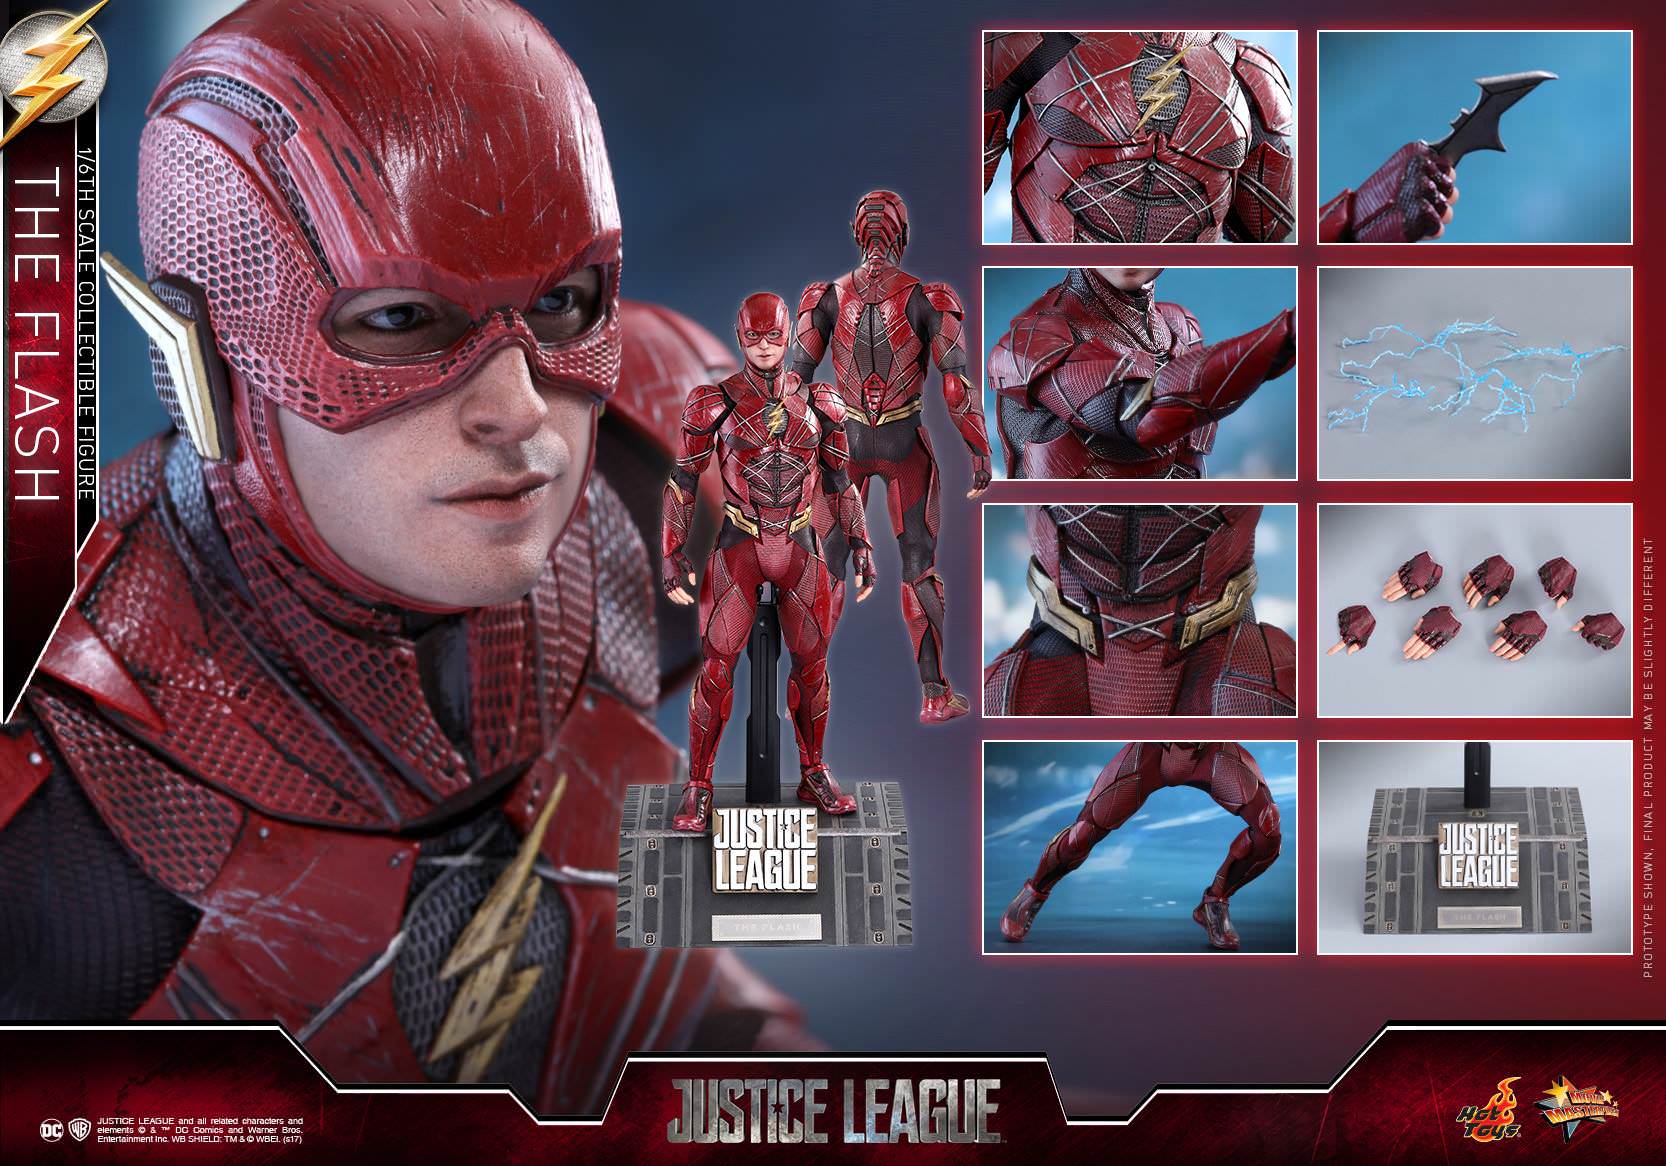 THE FLASH
1/6TH SCALE COLLECTIBLE FIGURE
JUSTICE
LEAGUE
THE FLASH
JUSTICE
LEAGUE
THE FLASH
PROTOTYPE SHOWN, FINAL PRODUCT MAY BE SLIGHTLY DIFFERENT
JUSTICE LEAGUE
DC
WB
JUSTICE LEAGUE and all related characters and
elements © & ™ DC Comics and Warner Bros.
Entertainment Inc. WB SHIELD: TM & © WBEI. (s17)
Hot
Toys
MOVIE
MASTERPIECE